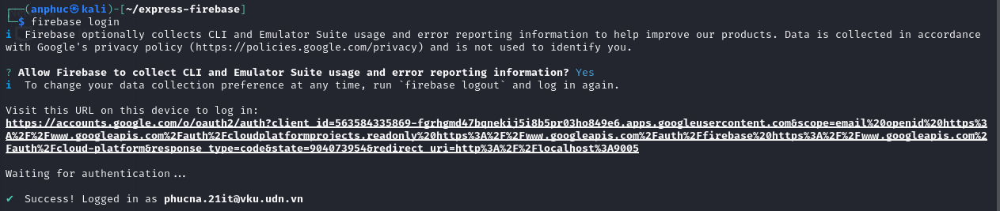 ┌──(anphuc㉿kali)-[~/express-firebase]
└─$ firebase login
i  Firebase optionally collects CLI and Emulator Suite usage and error reporting information to help improve our products. Data is collected in accordance
with Google's privacy policy (https://policies.google.com/privacy) and is not used to identify you.
? Allow Firebase to collect CLI and Emulator Suite usage and error reporting information? Yes
i  To change your data collection preference at any time, run `firebase logout` and log in again.
Visit this URL on this device to log in:
https://accounts.google.com/o/oauth2/auth?client_id=563584335869-fgrhgmd47bqnekij5i8b5pr03ho849e6.apps.googleusercontent.com&scope=email%20openid%20https%3
A%2F%2Fwww.googleapis.com%2Fauth%2Fcloudplatformprojects.readonly%20https%3A%2F%2Fwww.googleapis.com%2Fauth%2Ffirebase%20https%3A%2F%2Fwww.googleapis.com%2
Fauth%2Fcloud-platform&response_type=code&state=904073954&redirect_uri=http%3A%2F%2Flocalhost%3A9005
Waiting for authentication...
✔  Success! Logged in as phucna.21it@vku.udn.vn